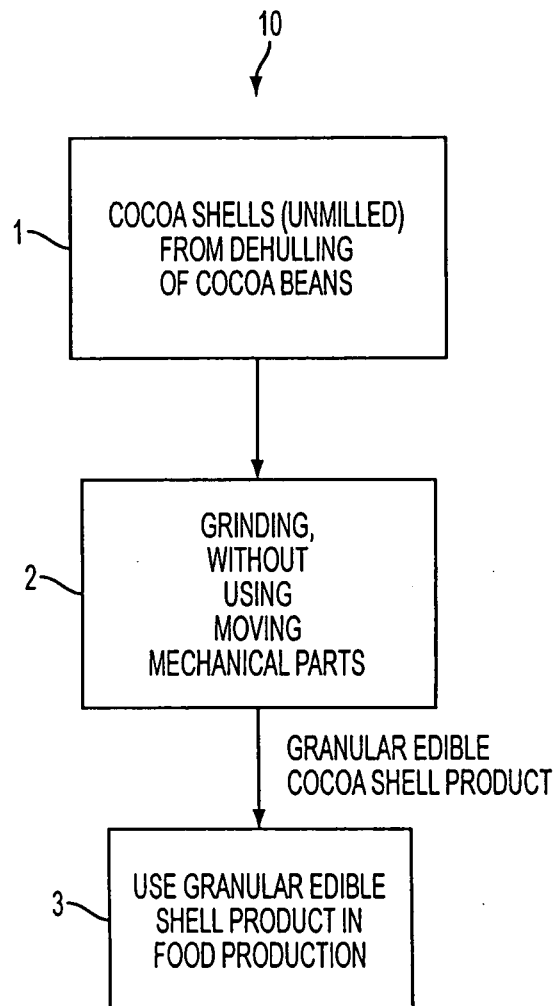 10
1
COCOA SHELLS (UNMILLED)
FROM DEHULLING
OF COCOA BEANS
2
GRINDING,
WITHOUT
USING
MOVING
MECHANICAL PARTS
GRANULAR EDIBLE
COCOA SHELL PRODUCT
3
USE GRANULAR EDIBLE
SHELL PRODUCT IN
FOOD PRODUCTION